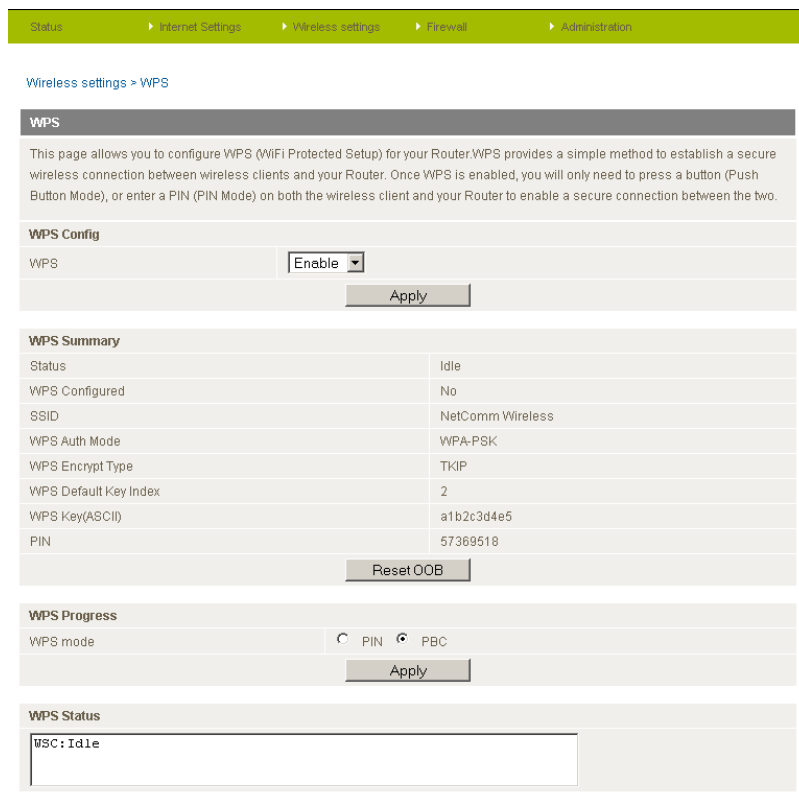 Status Internet Settings Wireless settings Firewall Administration
Wireless settings > WPS
WPS
This page allows you to configure WPS (WiFi Protected Setup) for your Router.WPS provides a simple method to establish a secure
wireless connection between wireless clients and your Router. Once WPS is enabled, you will only need to press a button (Push
Button Mode), or enter a PIN (PIN Mode) on both the wireless client and your Router to enable a secure connection between the two.
WPS Config
WPS Enable
Apply
WPS Summary
Status Idle
WPS Configured No
SSID NetComm Wireless
WPS Auth Mode WPA-PSK
WPS Encrypt Type TKIP
WPS Default Key Index 2
WPS Key(ASCII) a1b2c3d4e5
PIN 57369518
Reset OOB
WPS Progress
WPS mode PIN PBC
Apply
WPS Status
WSC:Idle